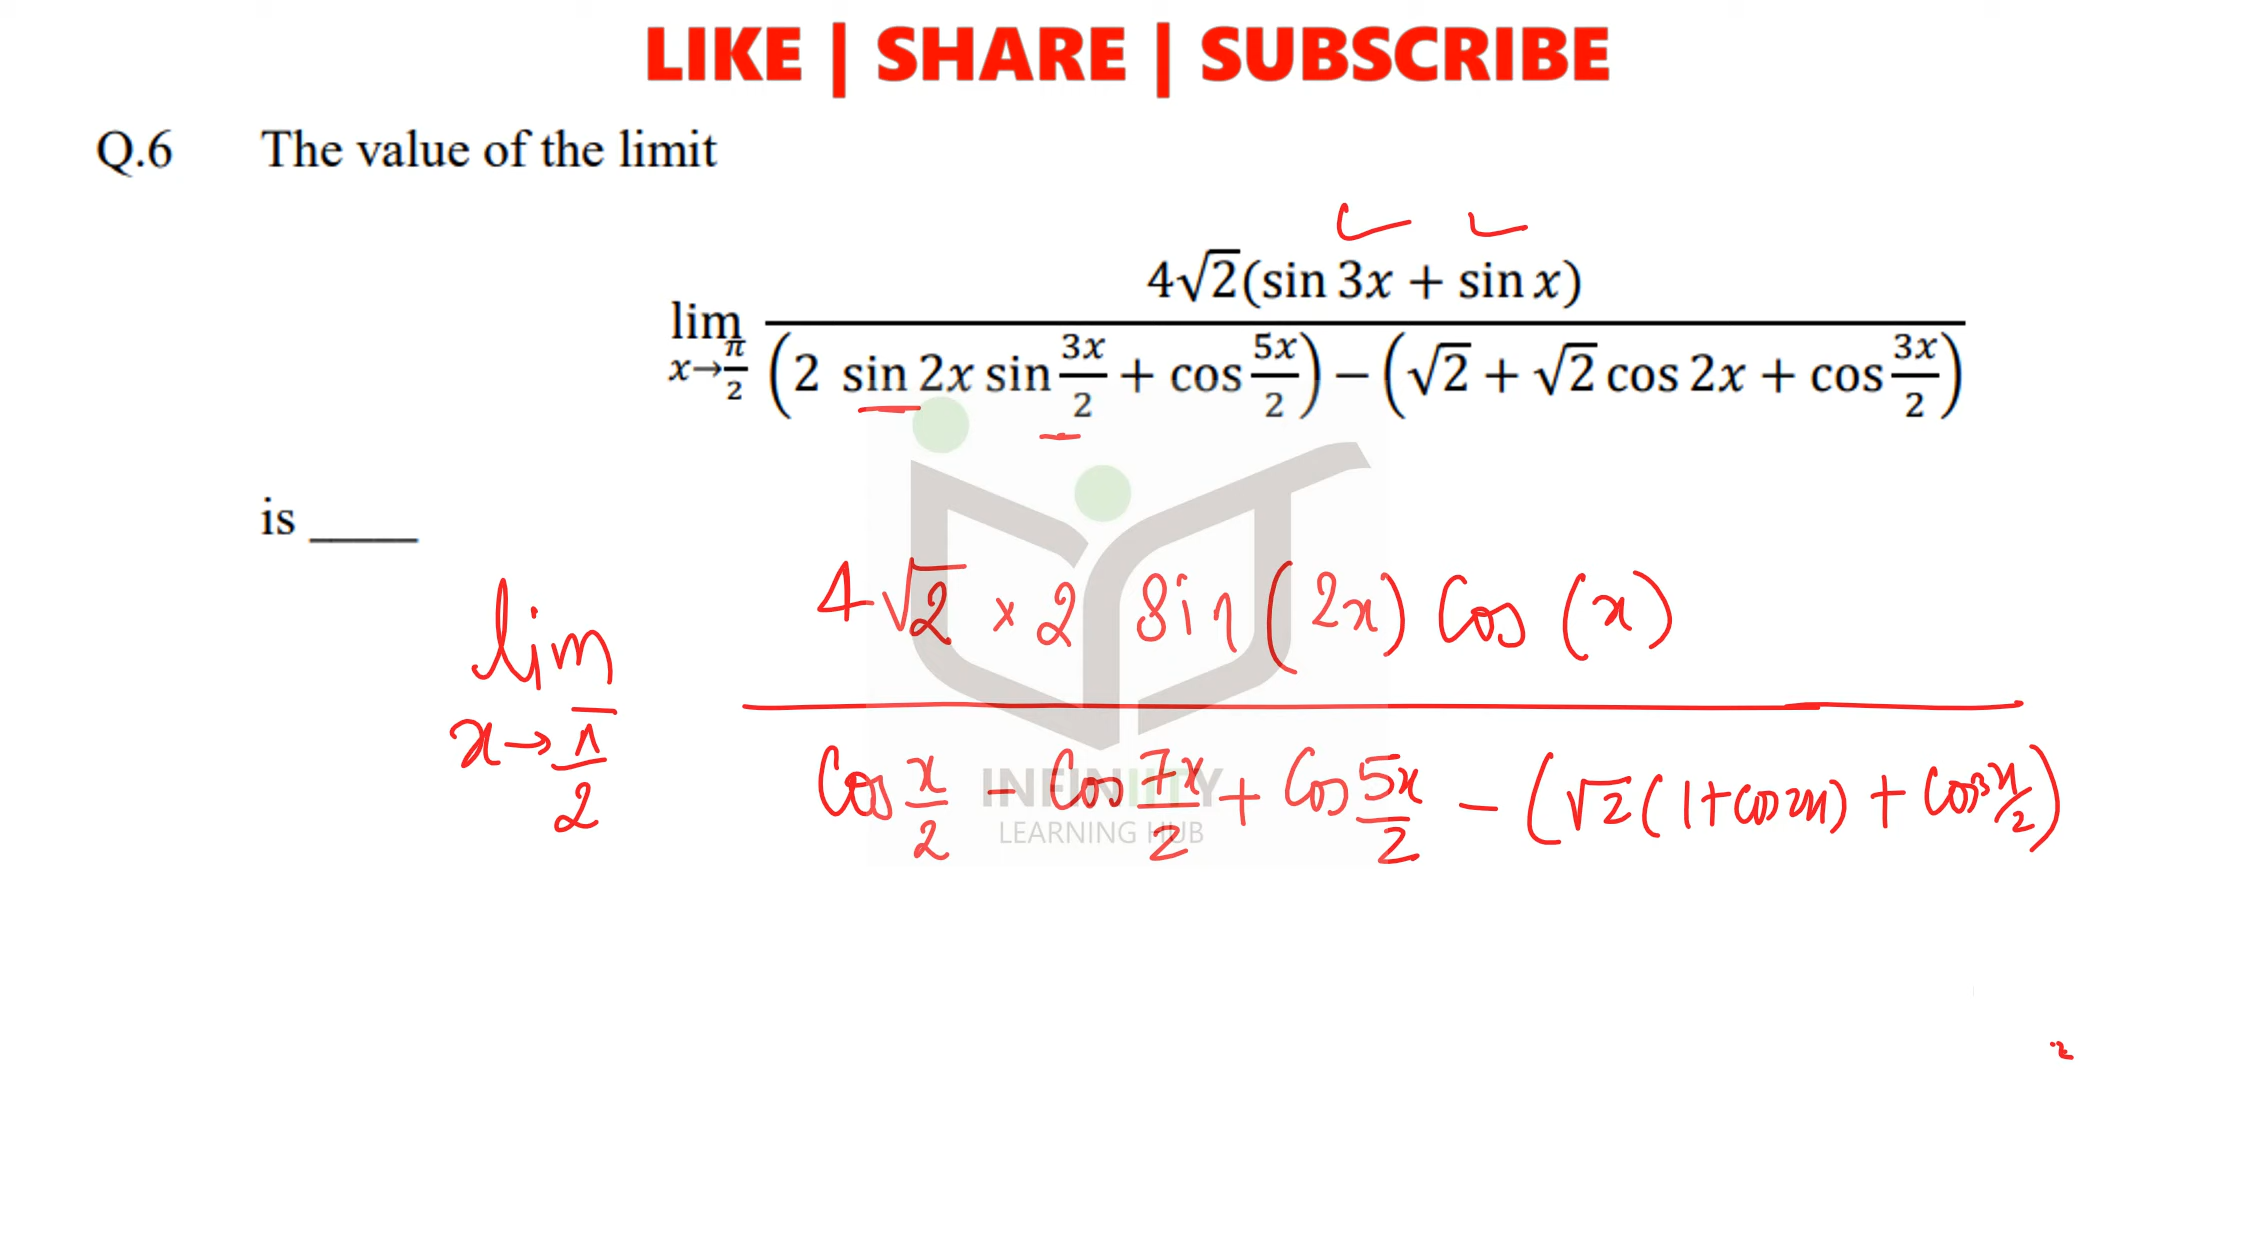 LIKE | SHARE | SUBSCRIBE
Q.6 The value of the limit
lim x→π/2 4√2(sin 3x + sin x) / ((2 sin 2x sin 3x/2 + cos 5x/2) − (√2 + √2 cos 2x + cos 3x/2))
is ____
lim x→π/2 4√2 × 2 sin(2x) cos(x) / (cos x/2 − cos 7x/2 + cos 5x/2 − (√2(1+cos2x) + cos 3x/2))
INFINIITY
LEARNING HUB